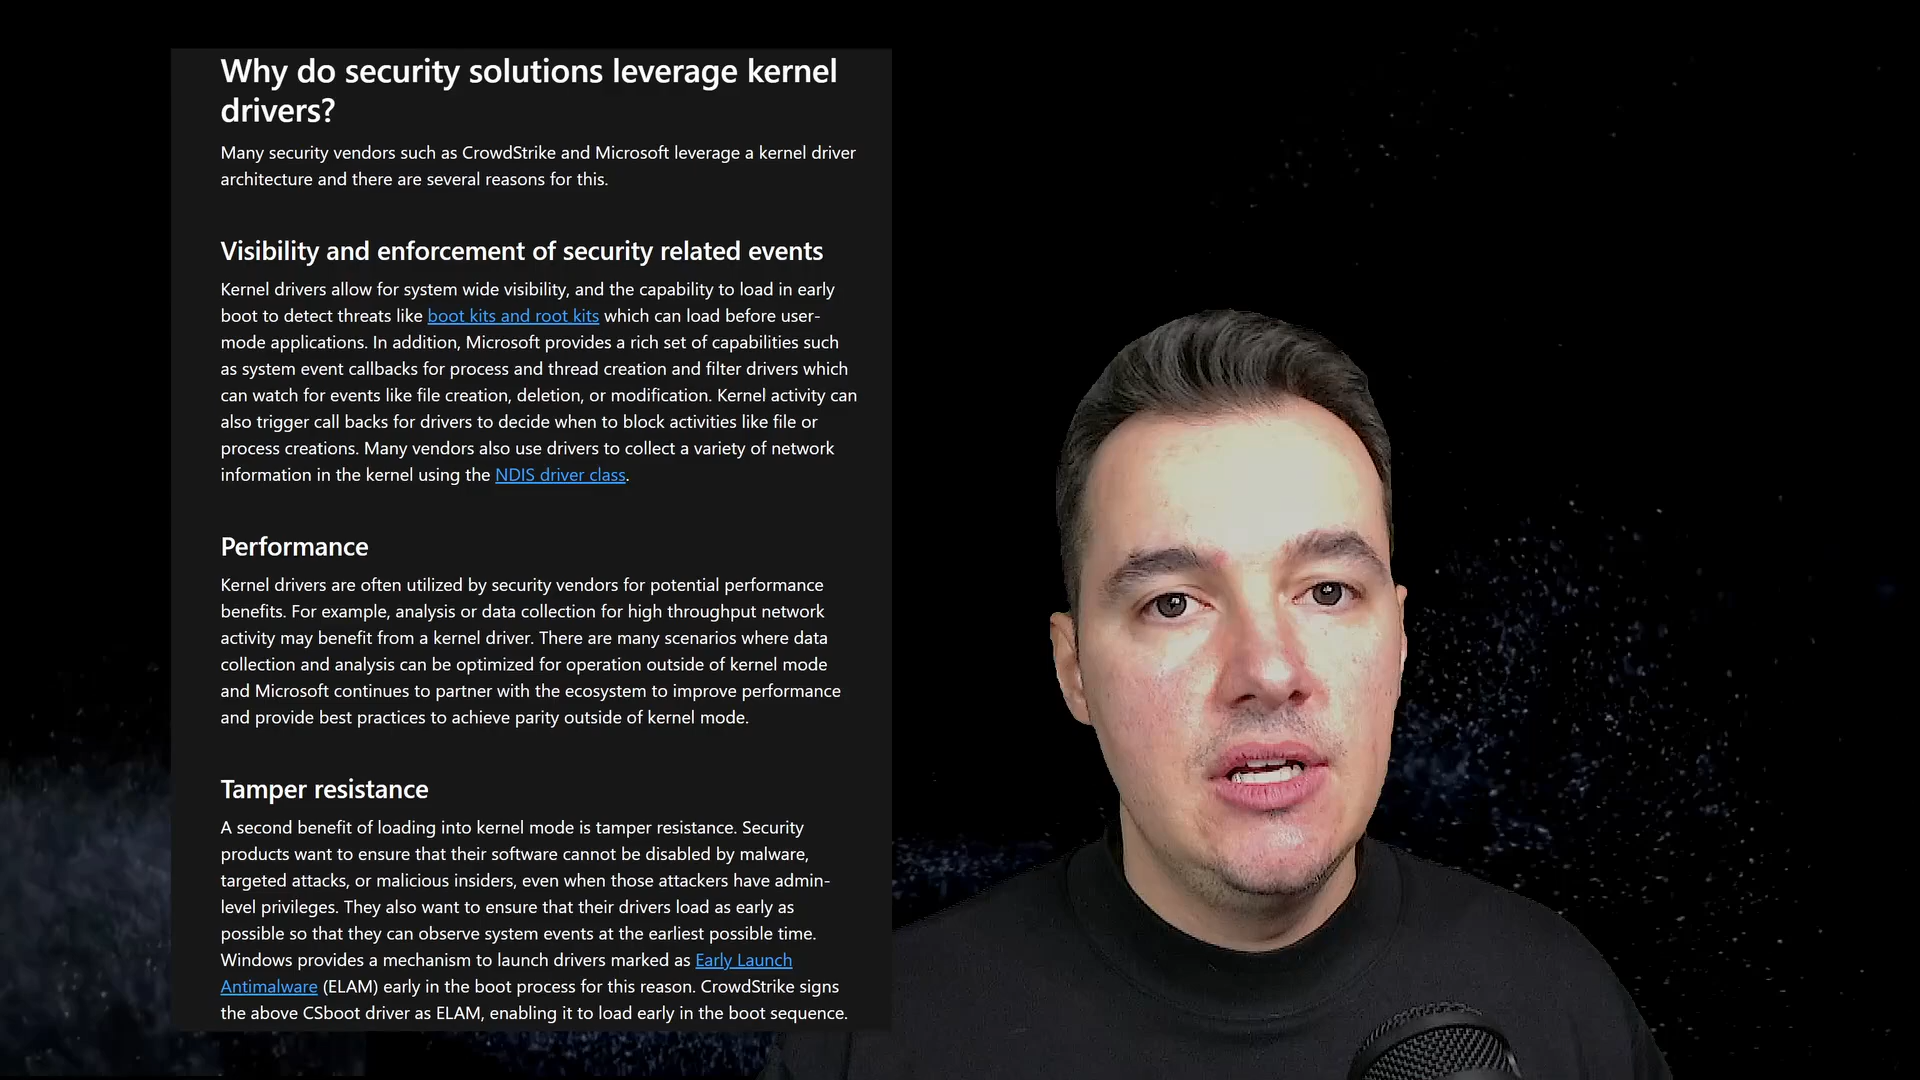 Why do security solutions leverage kernel
drivers?
Many security vendors such as CrowdStrike and Microsoft leverage a kernel driver
architecture and there are several reasons for this.
Visibility and enforcement of security related events
Kernel drivers allow for system wide visibility, and the capability to load in early
boot to detect threats like boot kits and root kits which can load before user-
mode applications. In addition, Microsoft provides a rich set of capabilities such
as system event callbacks for process and thread creation and filter drivers which
can watch for events like file creation, deletion, or modification. Kernel activity can
also trigger call backs for drivers to decide when to block activities like file or
process creations. Many vendors also use drivers to collect a variety of network
information in the kernel using the NDIS driver class.
Performance
Kernel drivers are often utilized by security vendors for potential performance
benefits. For example, analysis or data collection for high throughput network
activity may benefit from a kernel driver. There are many scenarios where data
collection and analysis can be optimized for operation outside of kernel mode
and Microsoft continues to partner with the ecosystem to improve performance
and provide best practices to achieve parity outside of kernel mode.
Tamper resistance
A second benefit of loading into kernel mode is tamper resistance. Security
products want to ensure that their software cannot be disabled by malware,
targeted attacks, or malicious insiders, even when those attackers have admin-
level privileges. They also want to ensure that their drivers load as early as
possible so that they can observe system events at the earliest possible time.
Windows provides a mechanism to launch drivers marked as Early Launch
Antimalware (ELAM) early in the boot process for this reason. CrowdStrike signs
the above CSboot driver as ELAM, enabling it to load early in the boot sequence.